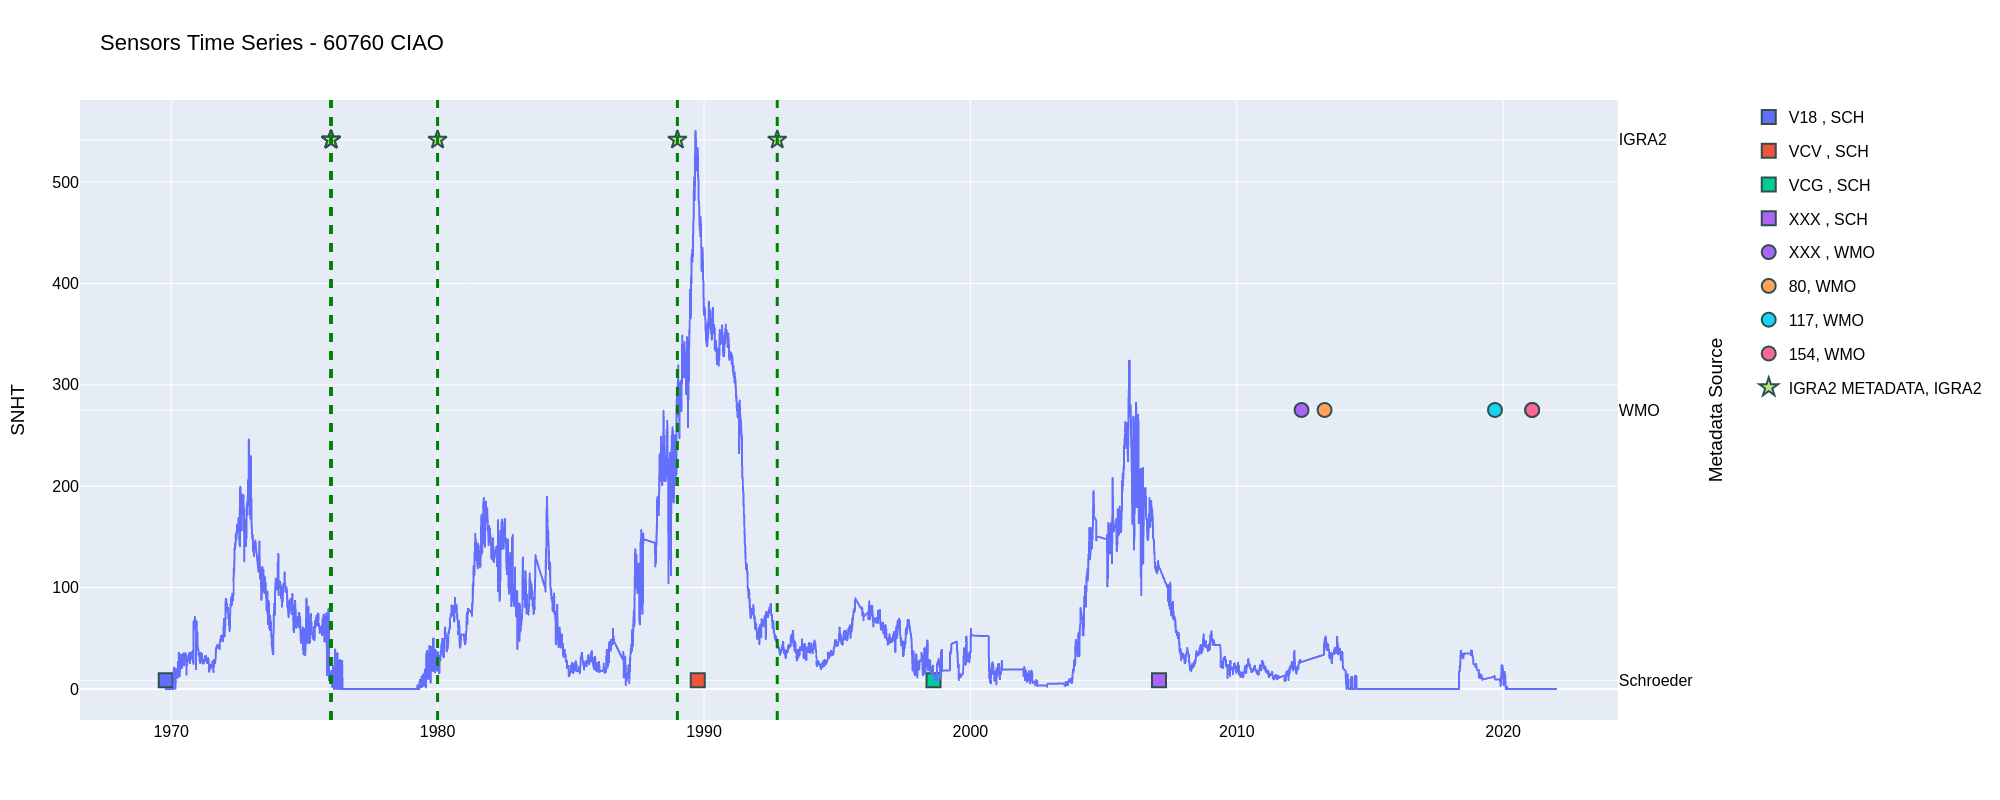 Sensors Time Series - 60760 CIAO
SNHT
500
400
300
200
100
0
1970
1980
1990
2000
2010
2020
IGRA2
WMO
Schroeder
Metadata Source
V18 , SCH
VCV , SCH
VCG , SCH
XXX , SCH
XXX , WMO
80, WMO
117, WMO
154, WMO
IGRA2 METADATA, IGRA2